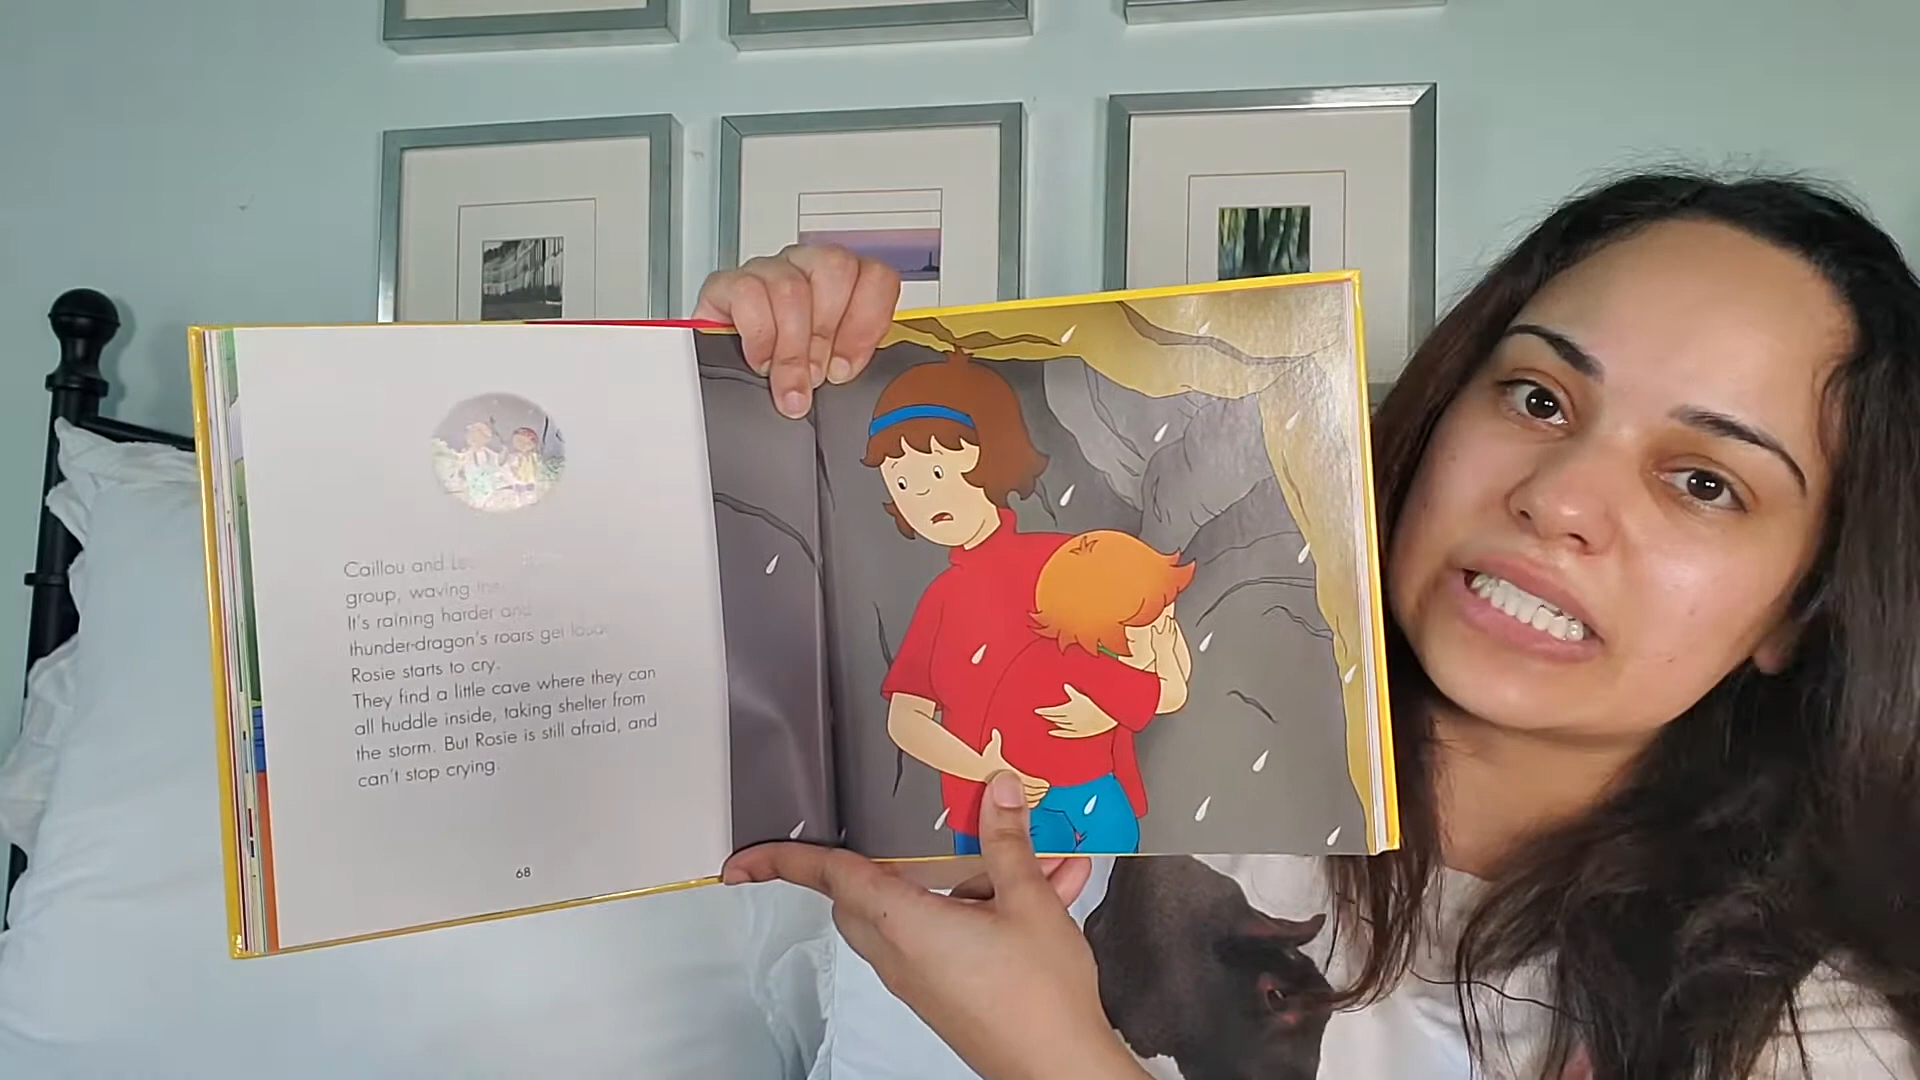 Caillou and
group, waving the
It's raining harder and
thunder-dragon's roars get louder
Rosie starts to cry.
They find a little cave where they can
all huddle inside, taking shelter from
the storm. But Rosie is still afraid, and
can't stop crying.
68